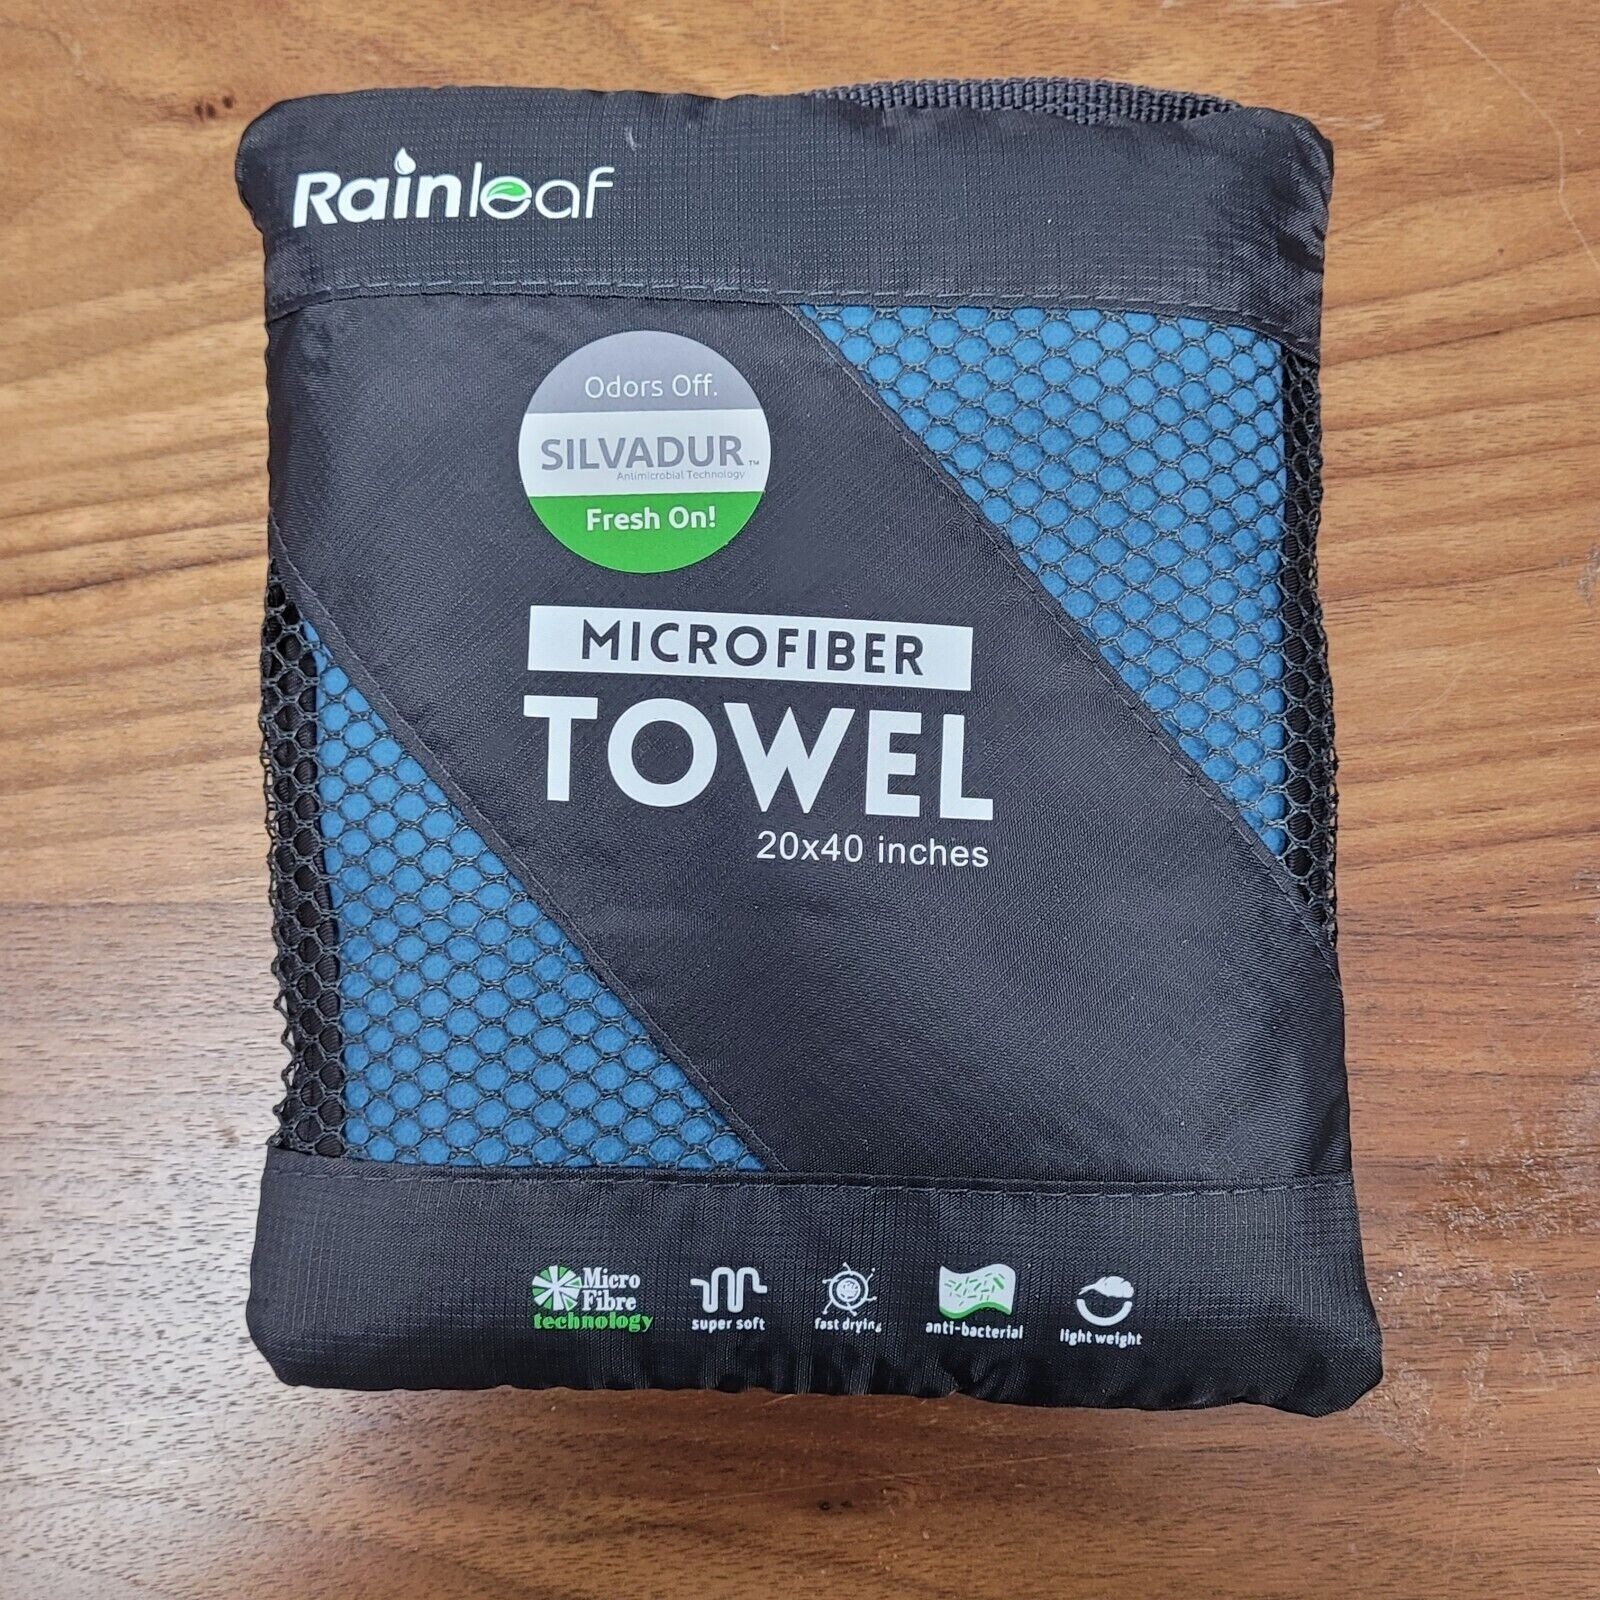 Rainleaf
Odors Off.
SILVADUR™
Antimicrobial Technology
Fresh On!
MICROFIBER
TOWEL
20x40 inches
Micro
Fibre
technology
super soft
fast drying
anti-bacterial
light weight